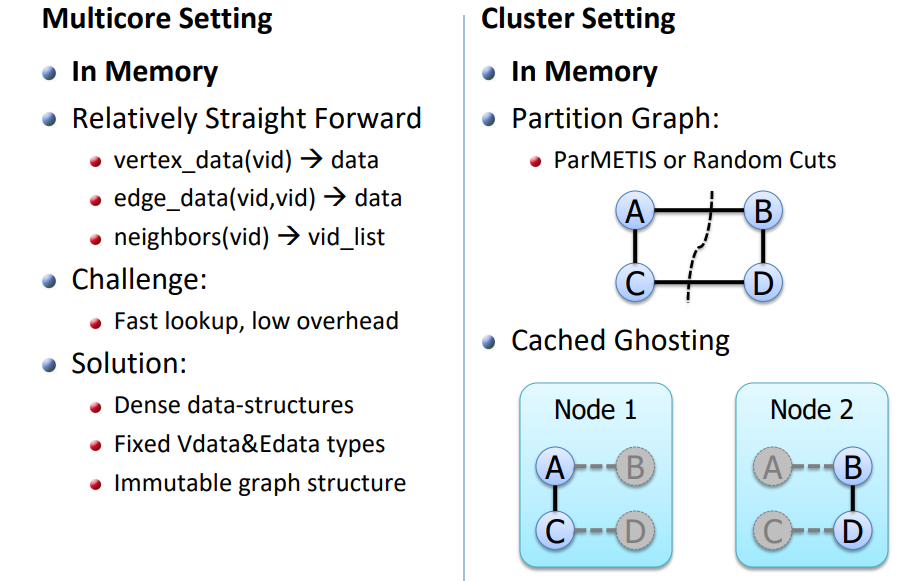 Multicore Setting
In Memory
Relatively Straight Forward
vertex_data(vid) → data
edge_data(vid,vid) → data
neighbors(vid) → vid_list
Challenge:
Fast lookup, low overhead
Solution:
Dense data-structures
Fixed Vdata&Edata types
Immutable graph structure
Cluster Setting
In Memory
Partition Graph:
ParMETIS or Random Cuts
A B
C D
Cached Ghosting
Node 1
A B
C D
Node 2
A B
C D